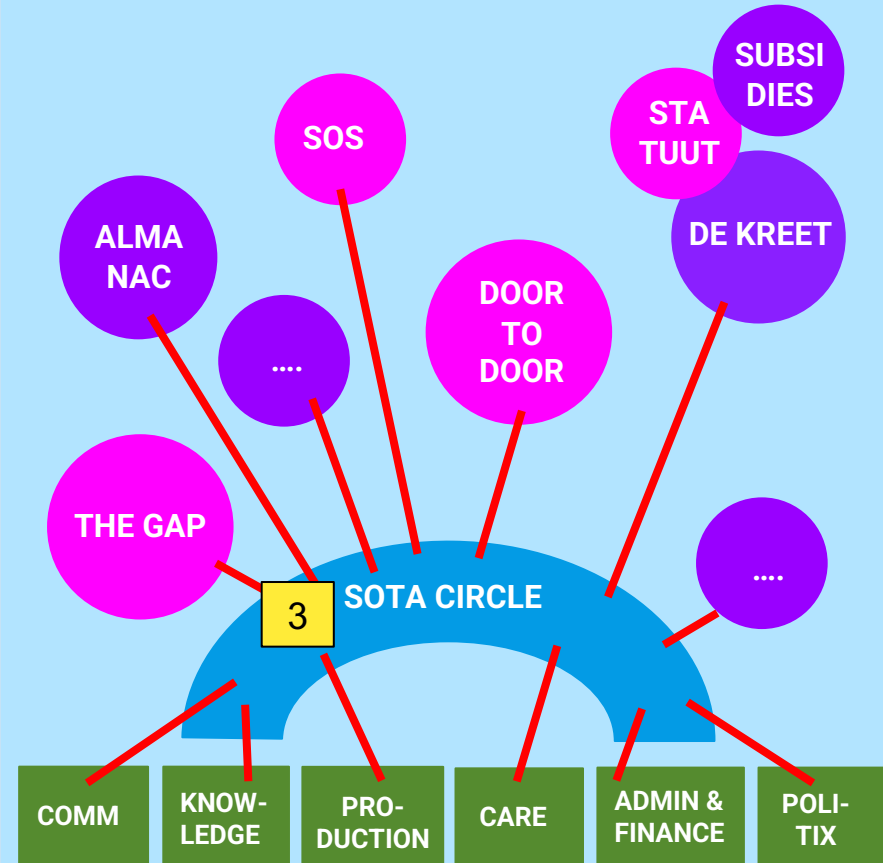 SUBSI
DIES
STA
TUUT
SOS
ALMA
NAC
DE KREET
DOOR
TO
DOOR
....
THE GAP
....
3
SOTA CIRCLE
COMM
KNOW-
LEDGE
PRO-
DUCTION
CARE
ADMIN &
FINANCE
POLI-
TIX